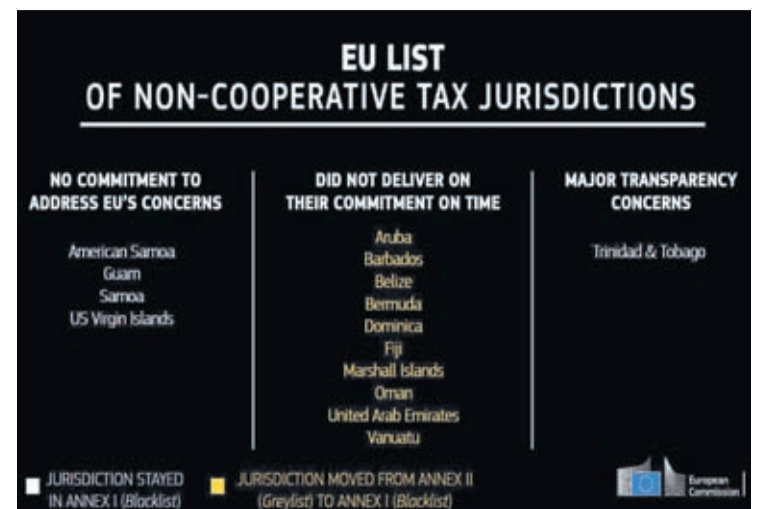 EU LIST
OF NON-COOPERATIVE TAX JURISDICTIONS
NO COMMITMENT TO
ADDRESS EU'S CONCERNS
American Samoa
Guam
Samoa
US Virgin Islands
DID NOT DELIVER ON
THEIR COMMITMENT ON TIME
Aruba
Barbados
Belize
Bermuda
Dominica
Fiji
Marshall Islands
Oman
United Arab Emirates
Vanuatu
MAJOR TRANSPARENCY
CONCERNS
Trinidad & Tobago
JURISDICTION STAYED
IN ANNEX I (Blacklist)
JURISDICTION MOVED FROM ANNEX II
(Greylist) TO ANNEX I (Blacklist)
European
Commission